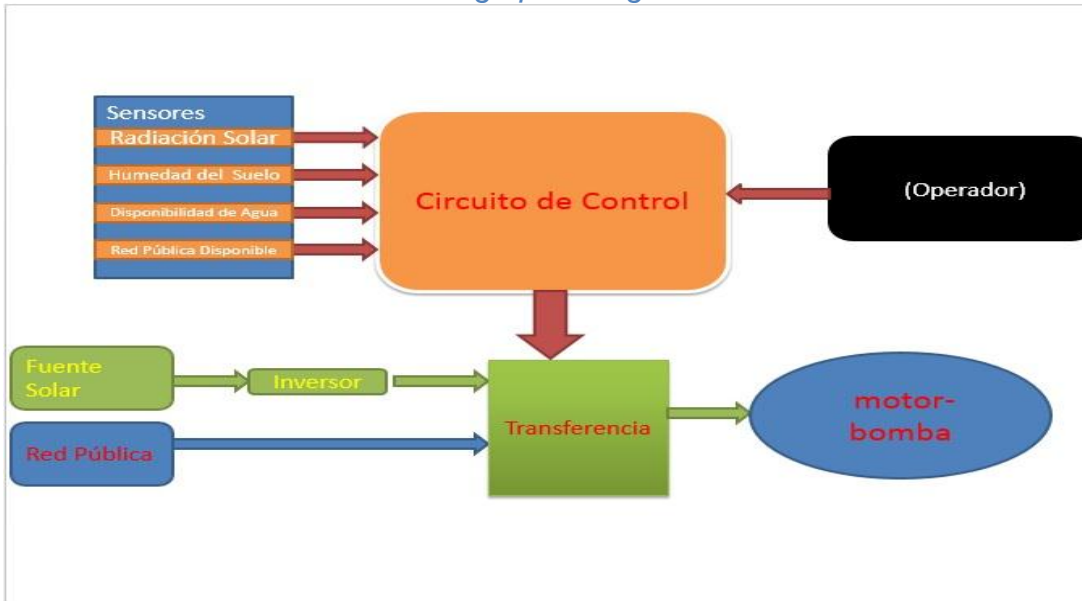 Sensores
Radiación Solar
Humedad del Suelo
Disponibilidad de Agua
Red Pública Disponible
Circuito de Control
(Operador)
Fuente
Solar
Inversor
Red Pública
Transferencia
motor-
bomba